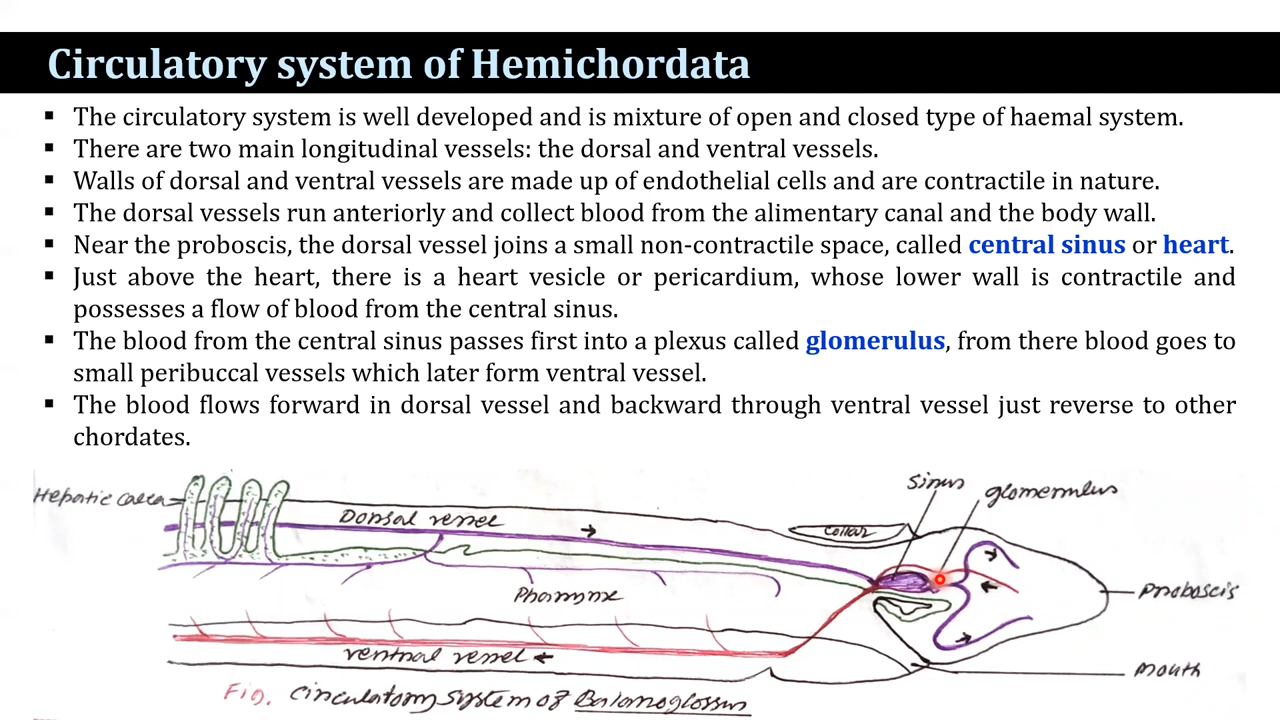 Circulatory system of Hemichordata
▪ The circulatory system is well developed and is mixture of open and closed type of haemal system.
▪ There are two main longitudinal vessels: the dorsal and ventral vessels.
▪ Walls of dorsal and ventral vessels are made up of endothelial cells and are contractile in nature.
▪ The dorsal vessels run anteriorly and collect blood from the alimentary canal and the body wall.
▪ Near the proboscis, the dorsal vessel joins a small non-contractile space, called central sinus or heart.
▪ Just above the heart, there is a heart vesicle or pericardium, whose lower wall is contractile and
possesses a flow of blood from the central sinus.
▪ The blood from the central sinus passes first into a plexus called glomerulus, from there blood goes to
small peribuccal vessels which later form ventral vessel.
▪ The blood flows forward in dorsal vessel and backward through ventral vessel just reverse to other
chordates.
sinus
glomerulus
Hepatic caeca
Dorsal vessel
collar
Pharynx
Proboscis
ventral vessel
mouth
Fig. circulatory system of Balanoglossus